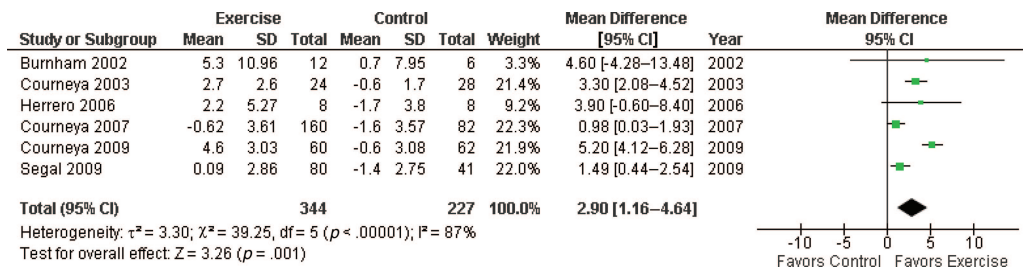 Exercise Control Mean Difference Mean Difference
Study or Subgroup Mean SD Total Mean SD Total Weight [95% CI] Year 95% CI
Burnham 2002 5.3 10.96 12 0.7 7.95 6 3.3% 4.60 [-4.28–13.48] 2002
Courneya 2003 2.7 2.6 24 -0.6 1.7 28 21.4% 3.30 [2.08–4.52] 2003
Herrero 2006 2.2 5.27 8 -1.7 3.8 8 9.2% 3.90 [-0.60–8.40] 2006
Courneya 2007 -0.62 3.61 160 -1.6 3.57 82 22.3% 0.98 [0.03–1.93] 2007
Courneya 2009 4.6 3.03 60 -0.6 3.08 62 21.9% 5.20 [4.12–6.28] 2009
Segal 2009 0.09 2.86 80 -1.4 2.75 41 22.0% 1.49 [0.44–2.54] 2009
Total (95% CI) 344 227 100.0% 2.90 [1.16–4.64]
Heterogeneity: τ² = 3.30; χ² = 39.25, df = 5 (p < .00001); I² = 87%
Test for overall effect: Z = 3.26 (p = .001)
-10 -5 0 5 10
Favors Control Favors Exercise